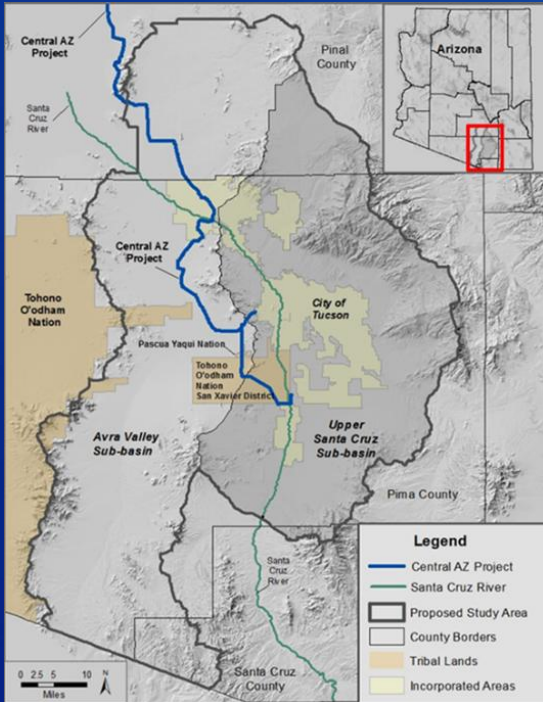 Central AZ
Project
Pinal
County
Arizona
Santa
Cruz
River
Central AZ
Project
Tohono
O'odham
Nation
City of
Tucson
Pascua Yaqui Nation
Tohono
O'odham
Nation
San Xavier District
Avra Valley
Sub-basin
Upper
Santa Cruz
Sub-basin
Pima County
Santa
Cruz
River
Santa Cruz
County
Legend
Central AZ Project
Santa Cruz River
Proposed Study Area
County Borders
Tribal Lands
Incorporated Areas
0 2.5 5 10
Miles
N